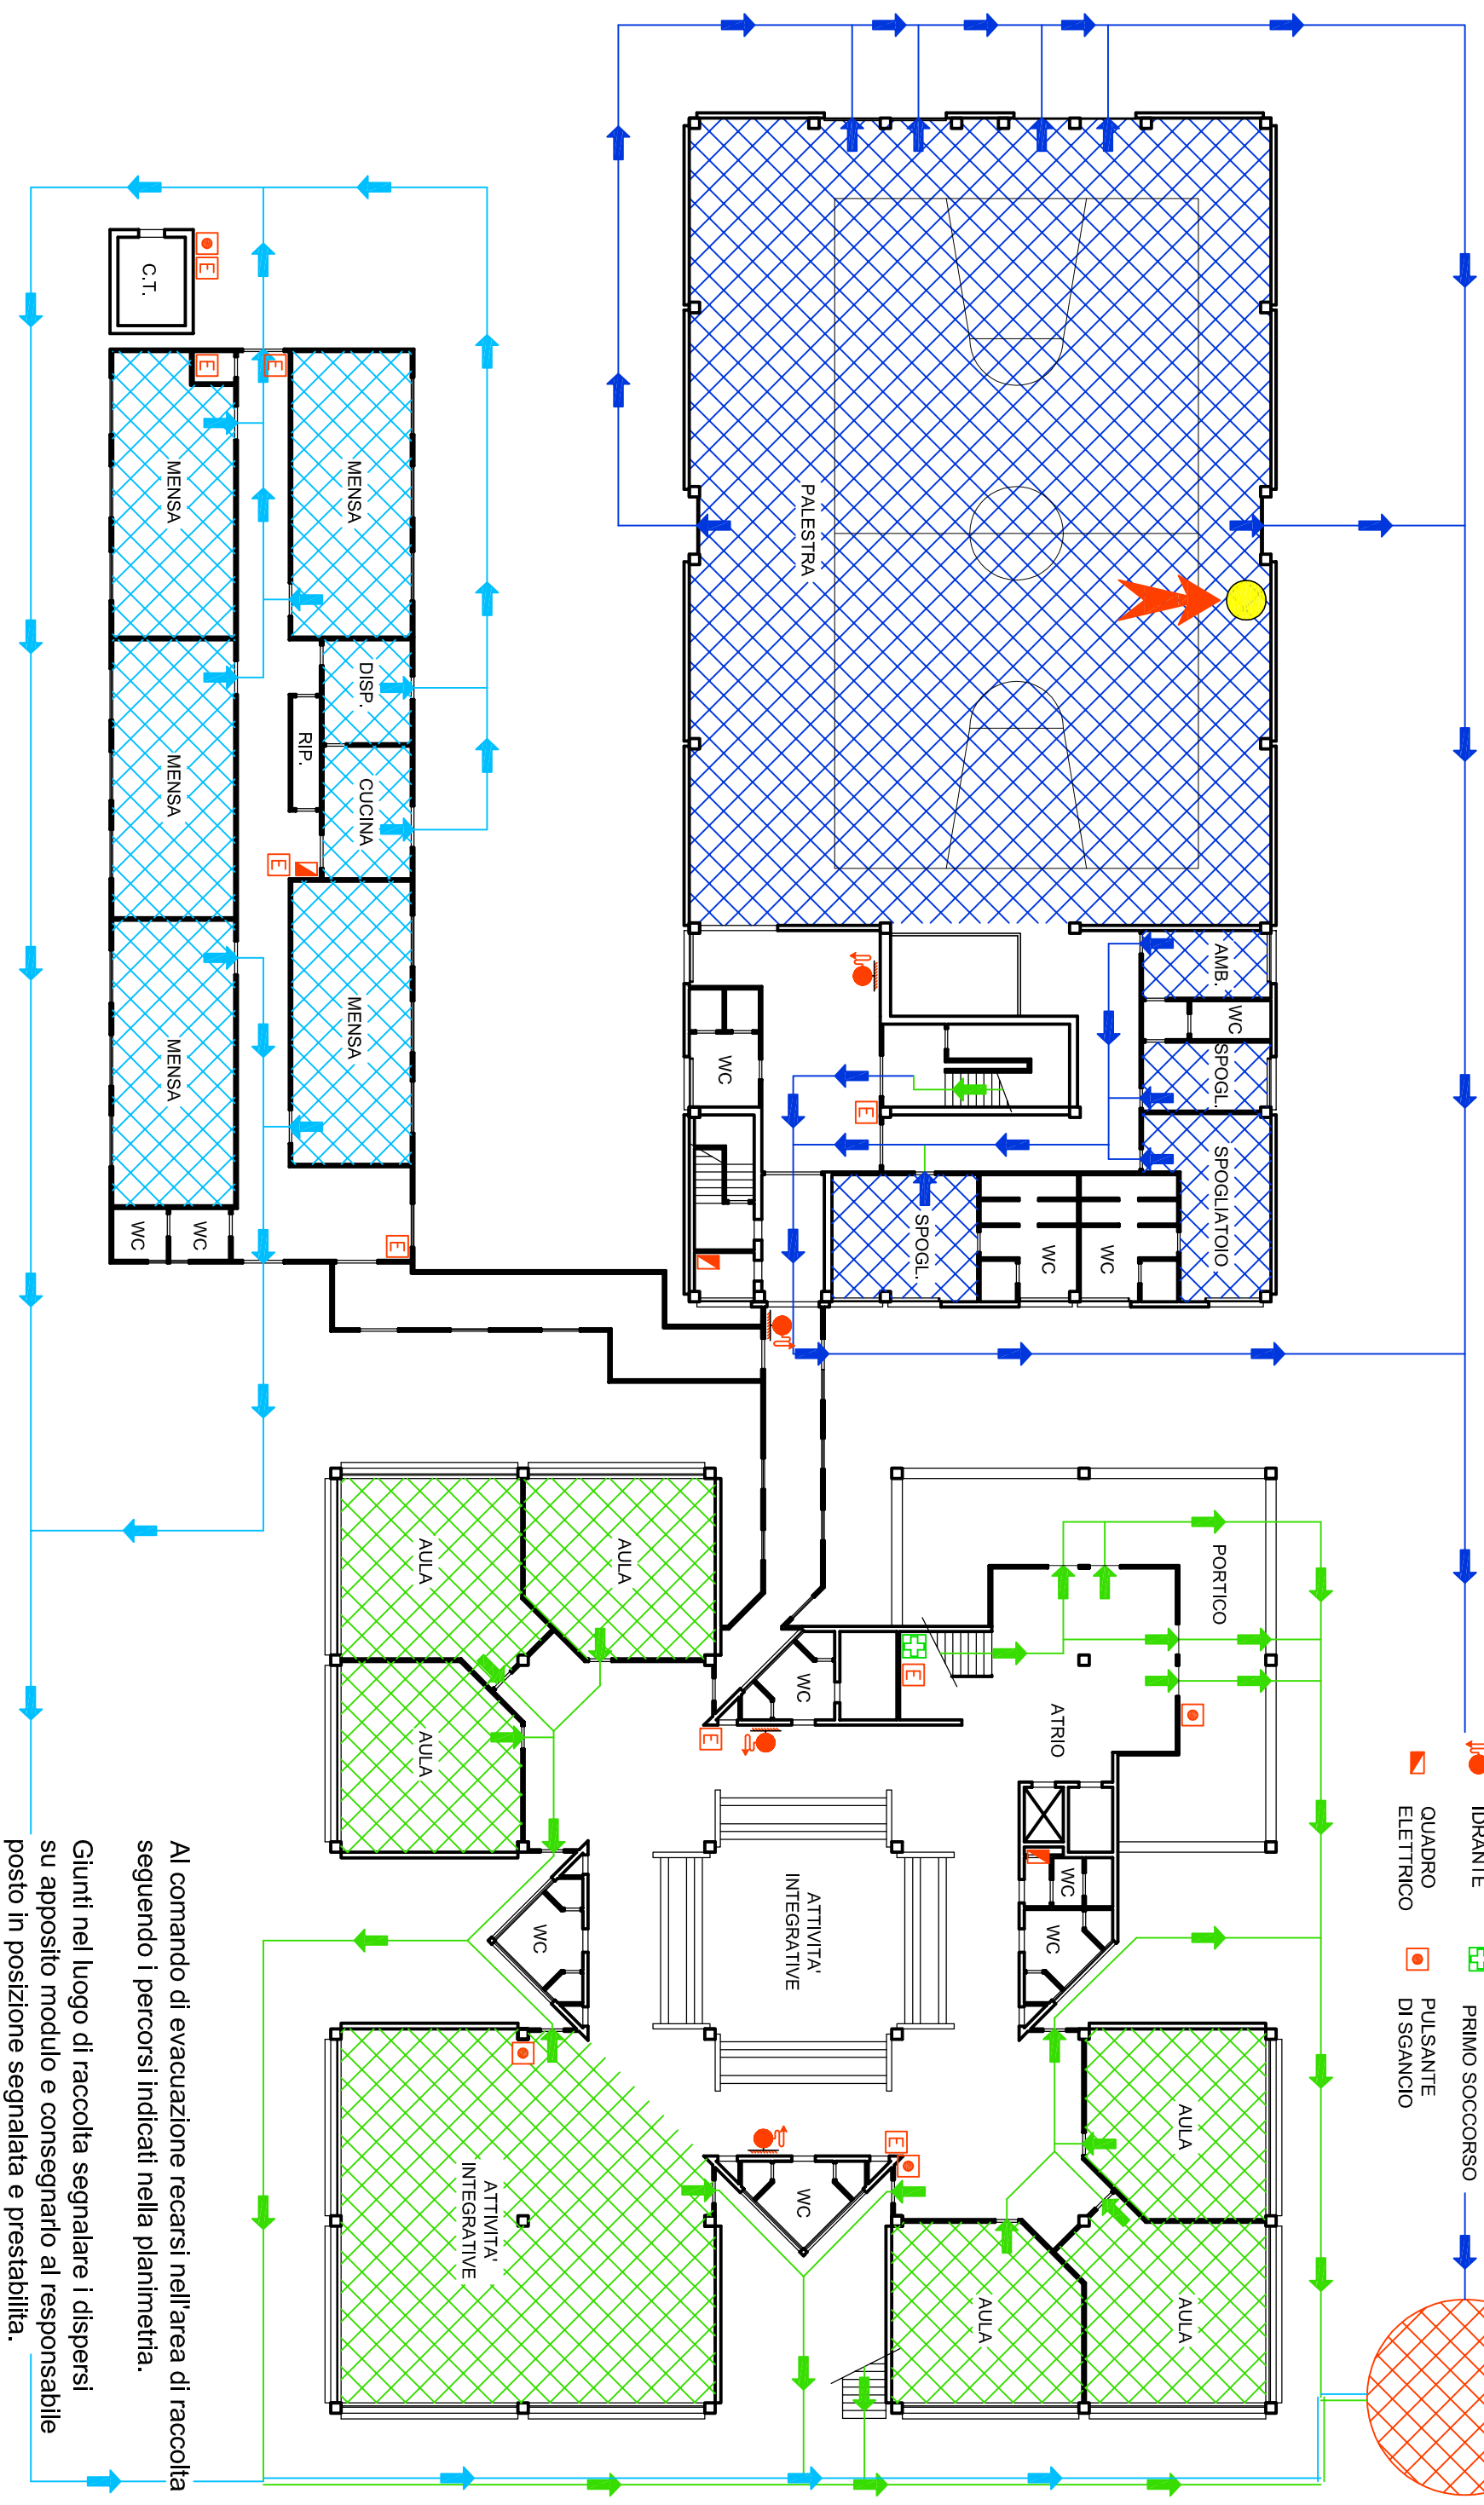 IDRANTE
PRIMO SOCCORSO
QUADRO
ELETTRICO
PULSANTE
DI SGANCIO
PALESTRA
AMB.
WC
SPOGL.
SPOGLIATOIO
WC
WC
SPOGL.
WC
C.T.
MENSA
DISP.
CUCINA
RIP.
MENSA
MENSA
MENSA
MENSA
WC
WC
E
E
E
E
E
E
E
E
E
PORTICO
ATRIO
WC
WC
WC
AULA
AULA
AULA
WC
ATTIVITA'
INTEGRATIVE
AULA
AULA
AULA
WC
ATTIVITA'
INTEGRATIVE
Al comando di evacuazione recarsi nell'area di raccolta
seguendo i percorsi indicati nella planimetria.
Giunti nel luogo di raccolta segnalare i dispersi
su apposito modulo e consegnarlo al responsabile
posto in posizione segnalata e prestabilita.